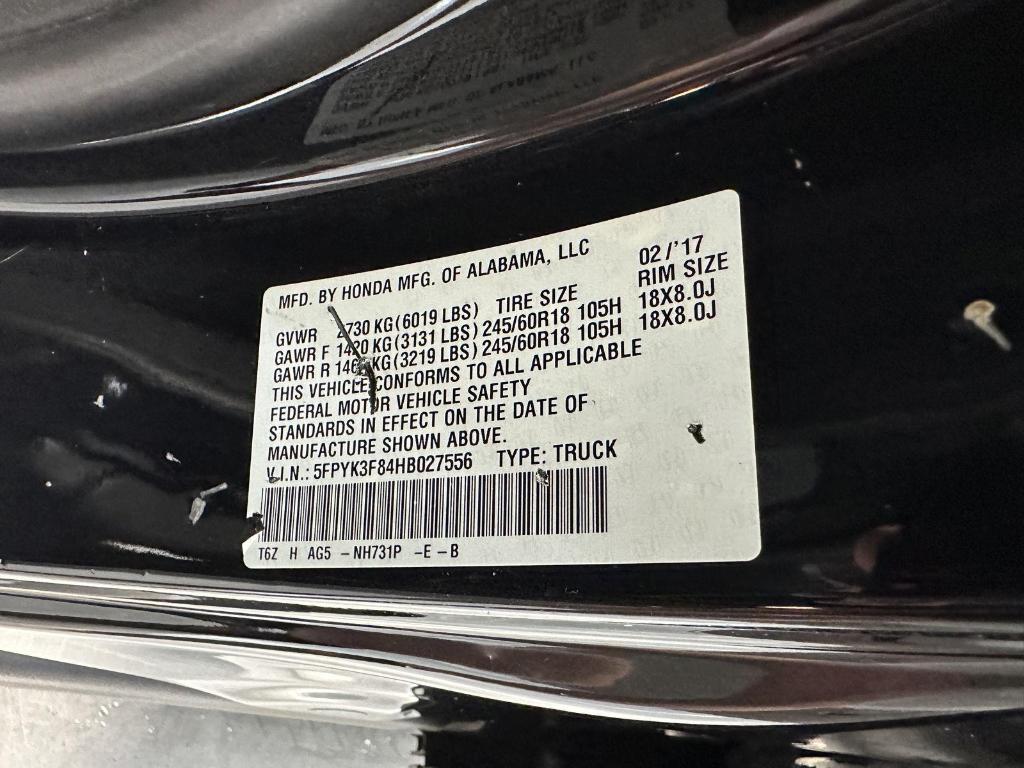 MFD. BY HONDA MFG. OF ALABAMA, LLC 02/'17
GVWR 730 KG (6019 LBS) TIRE SIZE RIM SIZE
GAWR F 1420 KG (3131 LBS) 245/60R18 105H 18X8.0J
GAWR R 146 KG (3219 LBS) 245/60R18 105H 18X8.0J
THIS VEHICLE CONFORMS TO ALL APPLICABLE
FEDERAL MOTOR VEHICLE SAFETY
STANDARDS IN EFFECT ON THE DATE OF
MANUFACTURE SHOWN ABOVE.
V.I.N.: 5FPYK3F84HB027556 TYPE: TRUCK
T6Z H AG5 -NH731P -E-B